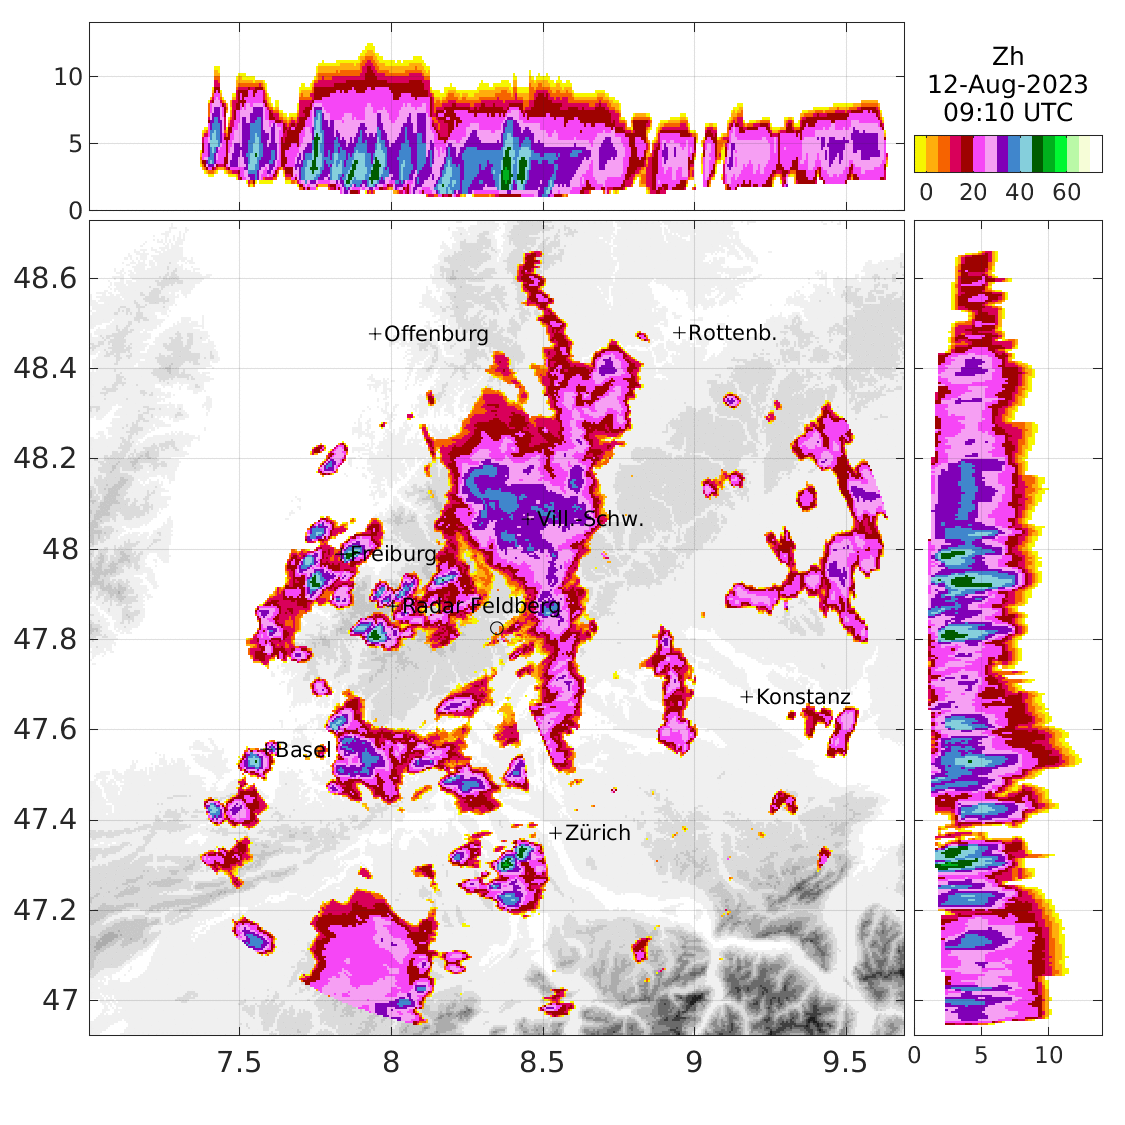 Zh
12-Aug-2023
09:10 UTC
0 20 40 60
10
5
0
48.6
48.4
48.2
48
47.8
47.6
47.4
47.2
47
+Offenburg
+Rottenb.
+Vill.-Schw.
+Freiburg
+Radar Feldberg
+Konstanz
+Basel
+Zürich
7.5 8 8.5 9 9.5
0 5 10